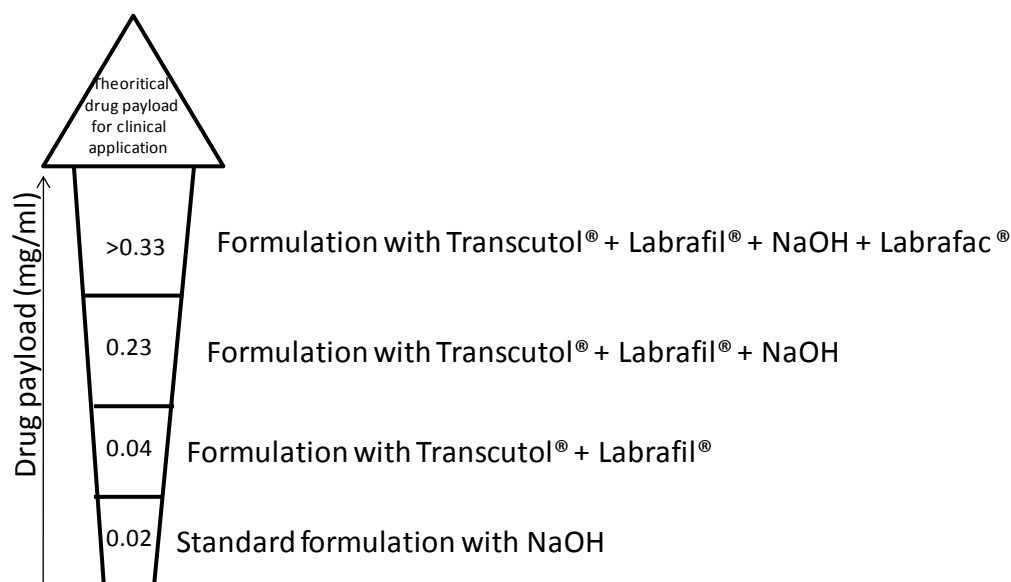 Theoritical
drug payload
for clinical
application
Drug payload (mg/ml)
>0.33
Formulation with Transcutol® + Labrafil® + NaOH + Labrafac ®
0.23
Formulation with Transcutol® + Labrafil® + NaOH
0.04
Formulation with Transcutol® + Labrafil®
0.02
Standard formulation with NaOH